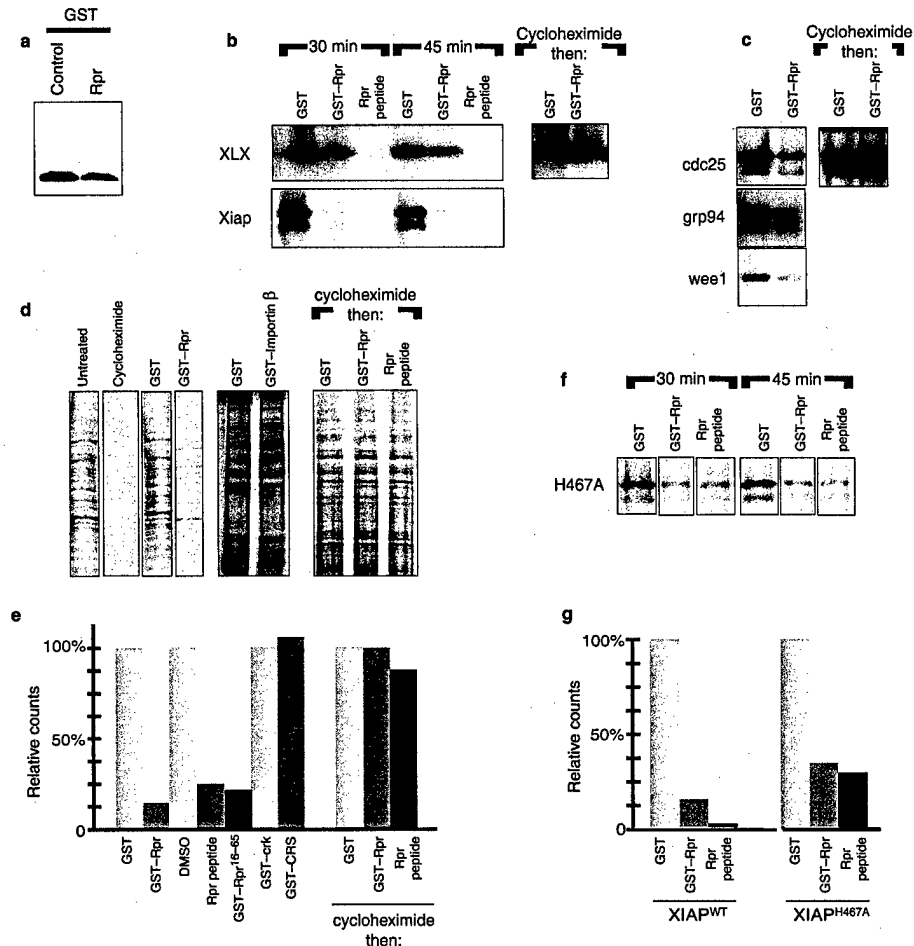 a
GST
Control
Rpr
b
30 min
45 min
GST
GST–Rpr
Rpr peptide
GST
GST–Rpr
Rpr peptide
Cycloheximide then:
GST
GST–Rpr
XLX
Xiap
c
Cycloheximide then:
GST
GST–Rpr
GST
GST–Rpr
cdc25
grp94
wee1
d
Untreated
Cycloheximide
GST
GST–Rpr
GST
GST–Importin β
cycloheximide then:
GST
GST–Rpr
Rpr peptide
f
30 min
45 min
GST
GST–Rpr
Rpr peptide
GST
GST–Rpr
Rpr peptide
H467A
e
Relative counts
100%
50%
0
GST
GST–Rpr
DMSO
Rpr peptide
GST–Rpr16–65
GST–crk
GST–CRS
GST
GST–Rpr
Rpr peptide
cycloheximide then:
g
Relative counts
100%
50%
0
GST
GST–Rpr
Rpr peptide
XIAPWT
GST
GST–Rpr
Rpr peptide
XIAPH467A